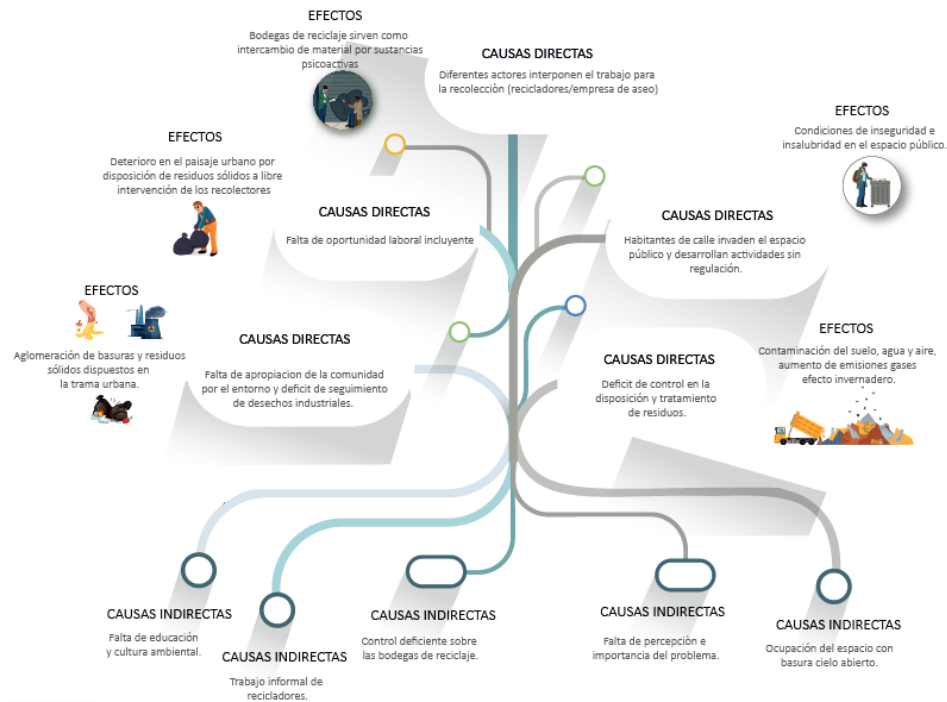 EFECTOS
Bodegas de reciclaje sirven como
intercambio de material por sustancias
psicoactivas
CAUSAS DIRECTAS
Diferentes actores interponen el trabajo para
la recolecciòn (recicladores/empresa de aseo)
EFECTOS
Condiciones de inseguridad e
insalubridad en el espacio público.
EFECTOS
Deterioro en el paisaje urbano por
disposición de residuos sólidos a libre
intervención de los recolectores
CAUSAS DIRECTAS
Falta de oportunidad laboral incluyente
CAUSAS DIRECTAS
Habitantes de calle invaden el espacio
público y desarrollan actividades sin
regulación.
EFECTOS
Aglomeración de basuras y residuos
sólidos dispuestos en
la trama urbana.
CAUSAS DIRECTAS
Falta de apropiacion de la comunidad
por el entorno y deficit de seguimiento
de desechos industriales.
CAUSAS DIRECTAS
Deficit de control en la
disposición y tratamiento
de residuos.
EFECTOS
Contaminación del suelo, agua y aire,
aumento de emisiones gases
efecto invernadero.
CAUSAS INDIRECTAS
Falta de educación
y cultura ambiental.
CAUSAS INDIRECTAS
Trabajo informal de
recicladores.
CAUSAS INDIRECTAS
Control deficiente sobre
las bodegas de reciclaje.
CAUSAS INDIRECTAS
Falta de percepciòn e
importancia del problema.
CAUSAS INDIRECTAS
Ocupación del espacio con
basura cielo abierto.